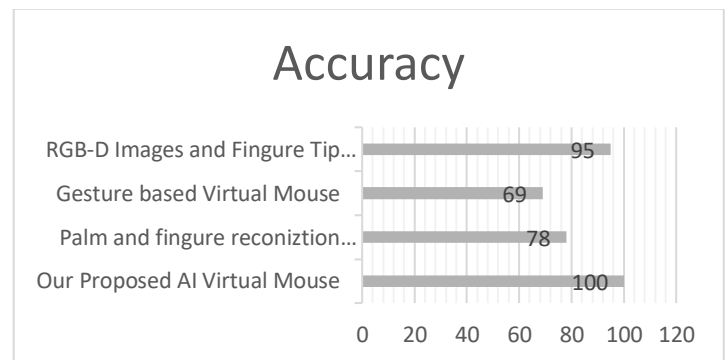 Accuracy
RGB-D Images and Fingure Tip...
95
Gesture based Virtual Mouse
69
Palm and fingure reconiztion...
78
Our Proposed AI Virtual Mouse
100
0 20 40 60 80 100 120